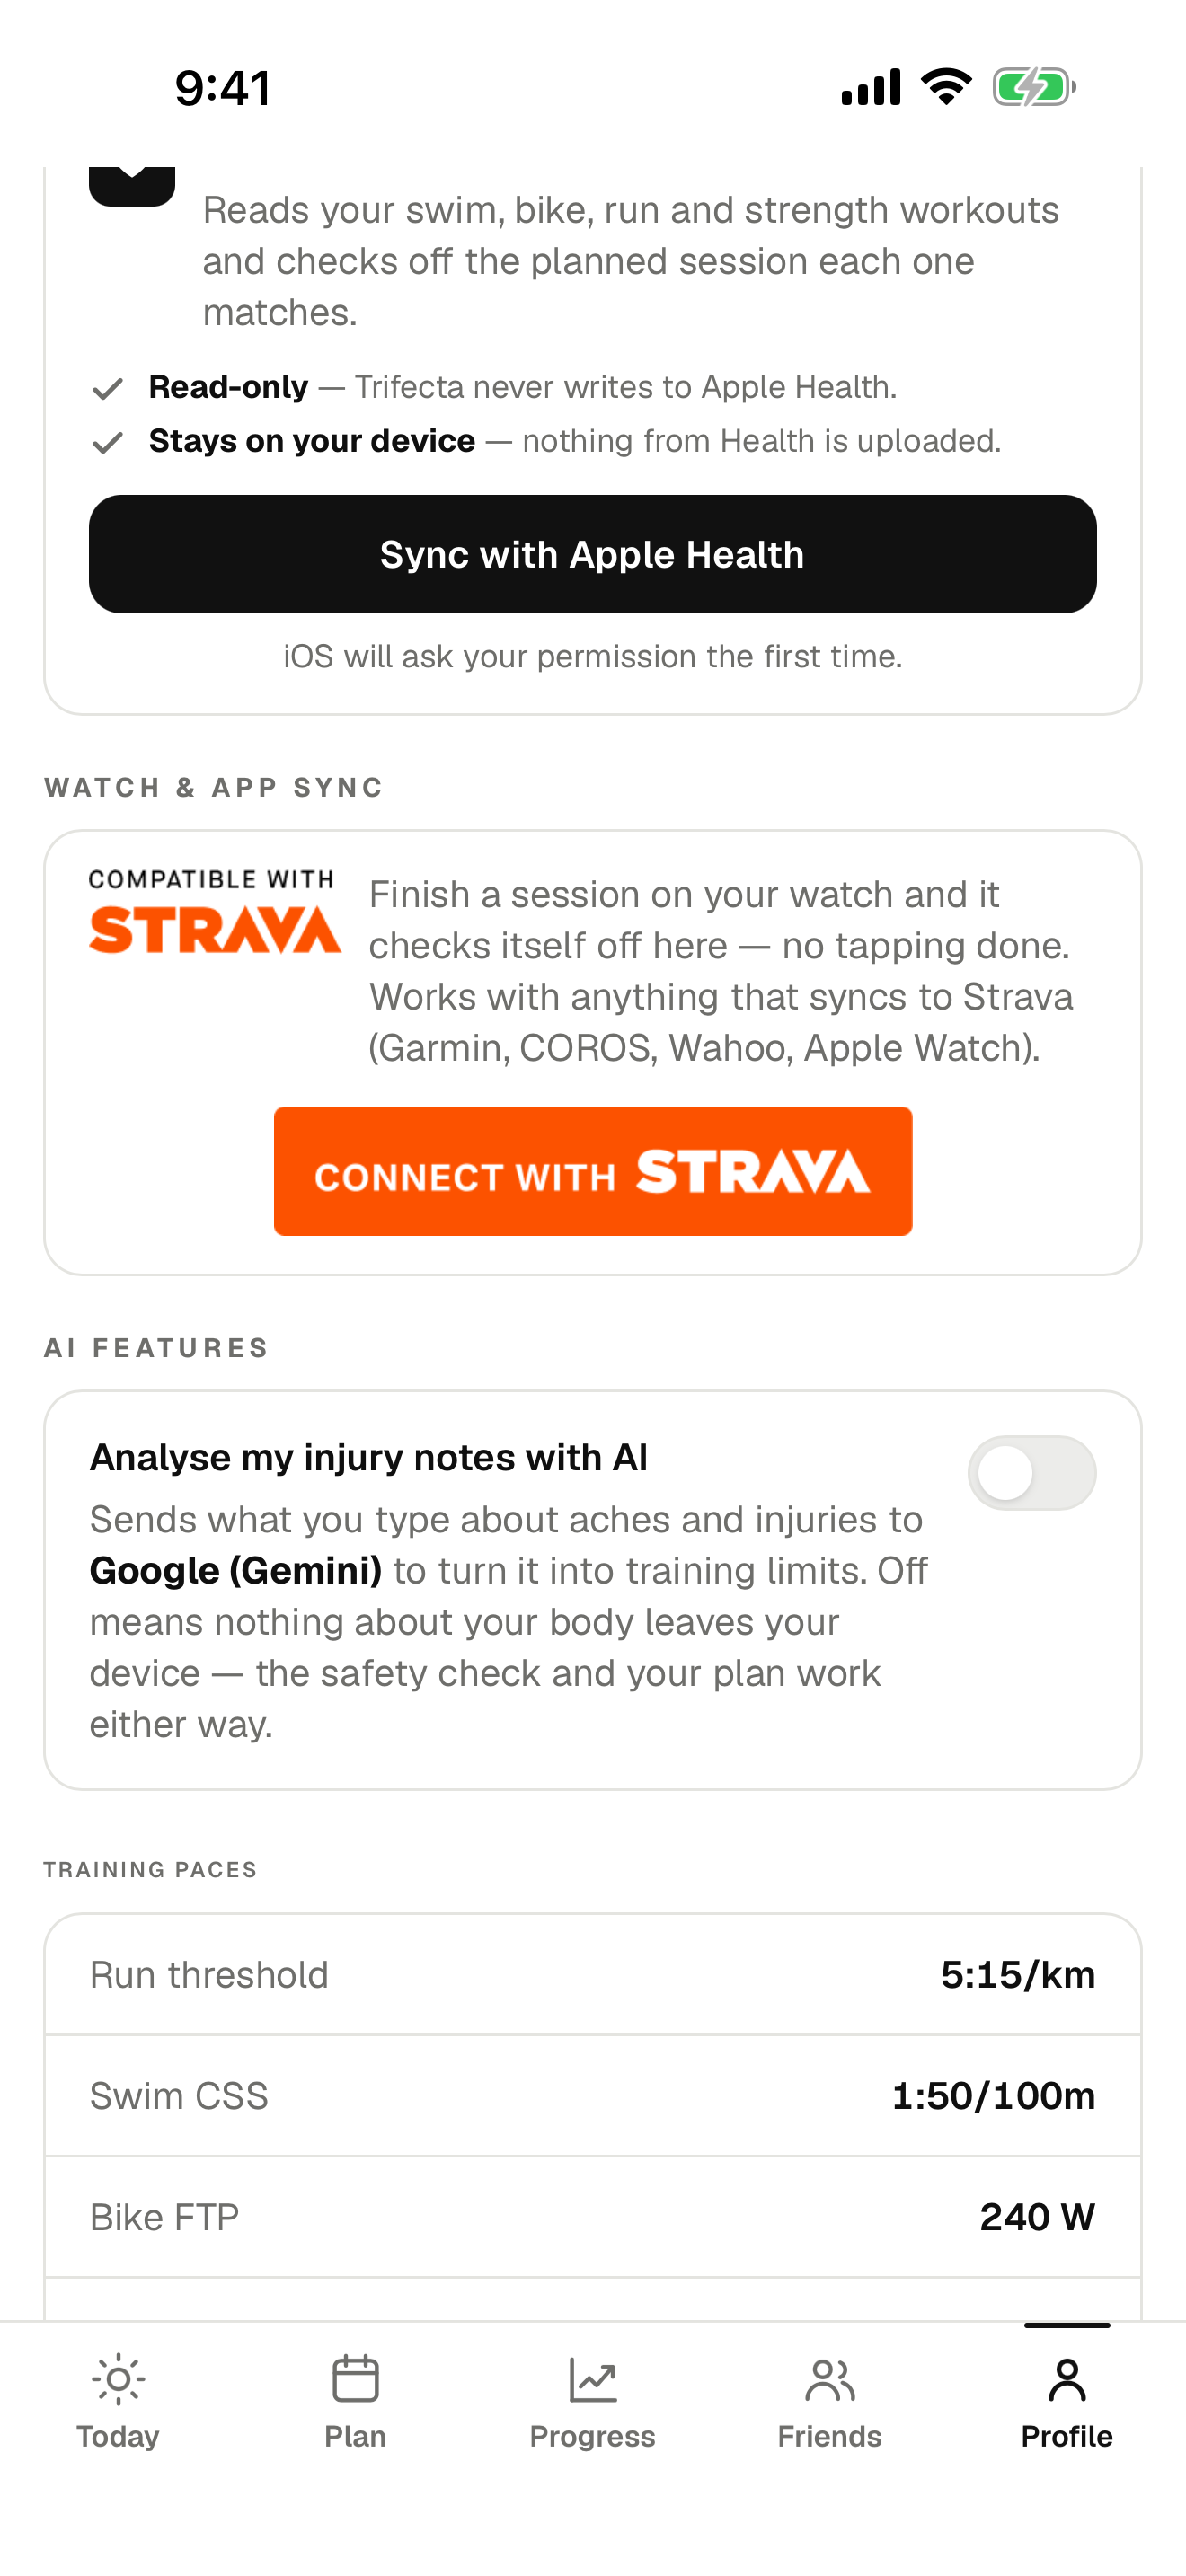 9:41
Reads your swim, bike, run and strength workouts
and checks off the planned session each one
matches.
Read-only — Trifecta never writes to Apple Health.
Stays on your device — nothing from Health is uploaded.
Sync with Apple Health
iOS will ask your permission the first time.
WATCH & APP SYNC
COMPATIBLE WITH
STRAVA
Finish a session on your watch and it
checks itself off here — no tapping done.
Works with anything that syncs to Strava
(Garmin, COROS, Wahoo, Apple Watch).
CONNECT WITH STRAVA
AI FEATURES
Analyse my injury notes with AI
Sends what you type about aches and injuries to
Google (Gemini) to turn it into training limits. Off
means nothing about your body leaves your
device — the safety check and your plan work
either way.
TRAINING PACES
Run threshold 5:15/km
Swim CSS 1:50/100m
Bike FTP 240 W
Today Plan Progress Friends Profile